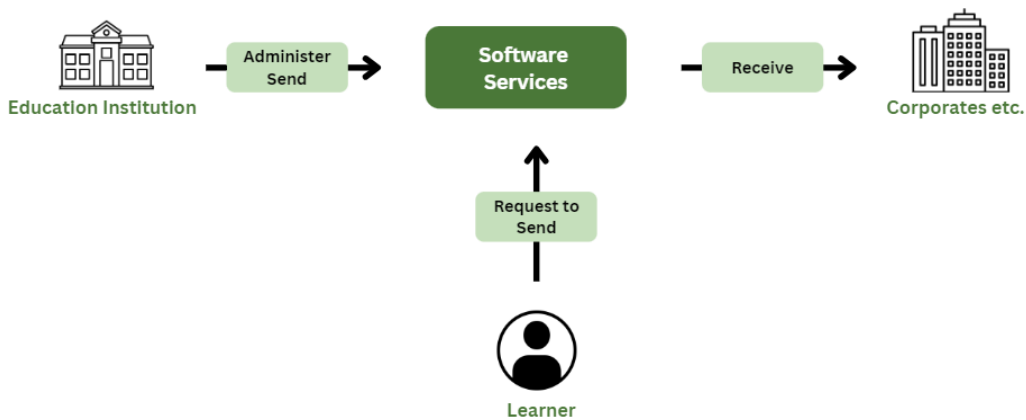 Education Institution
Administer
Send
Software
Services
Receive
Corporates etc.
Request to
Send
Learner